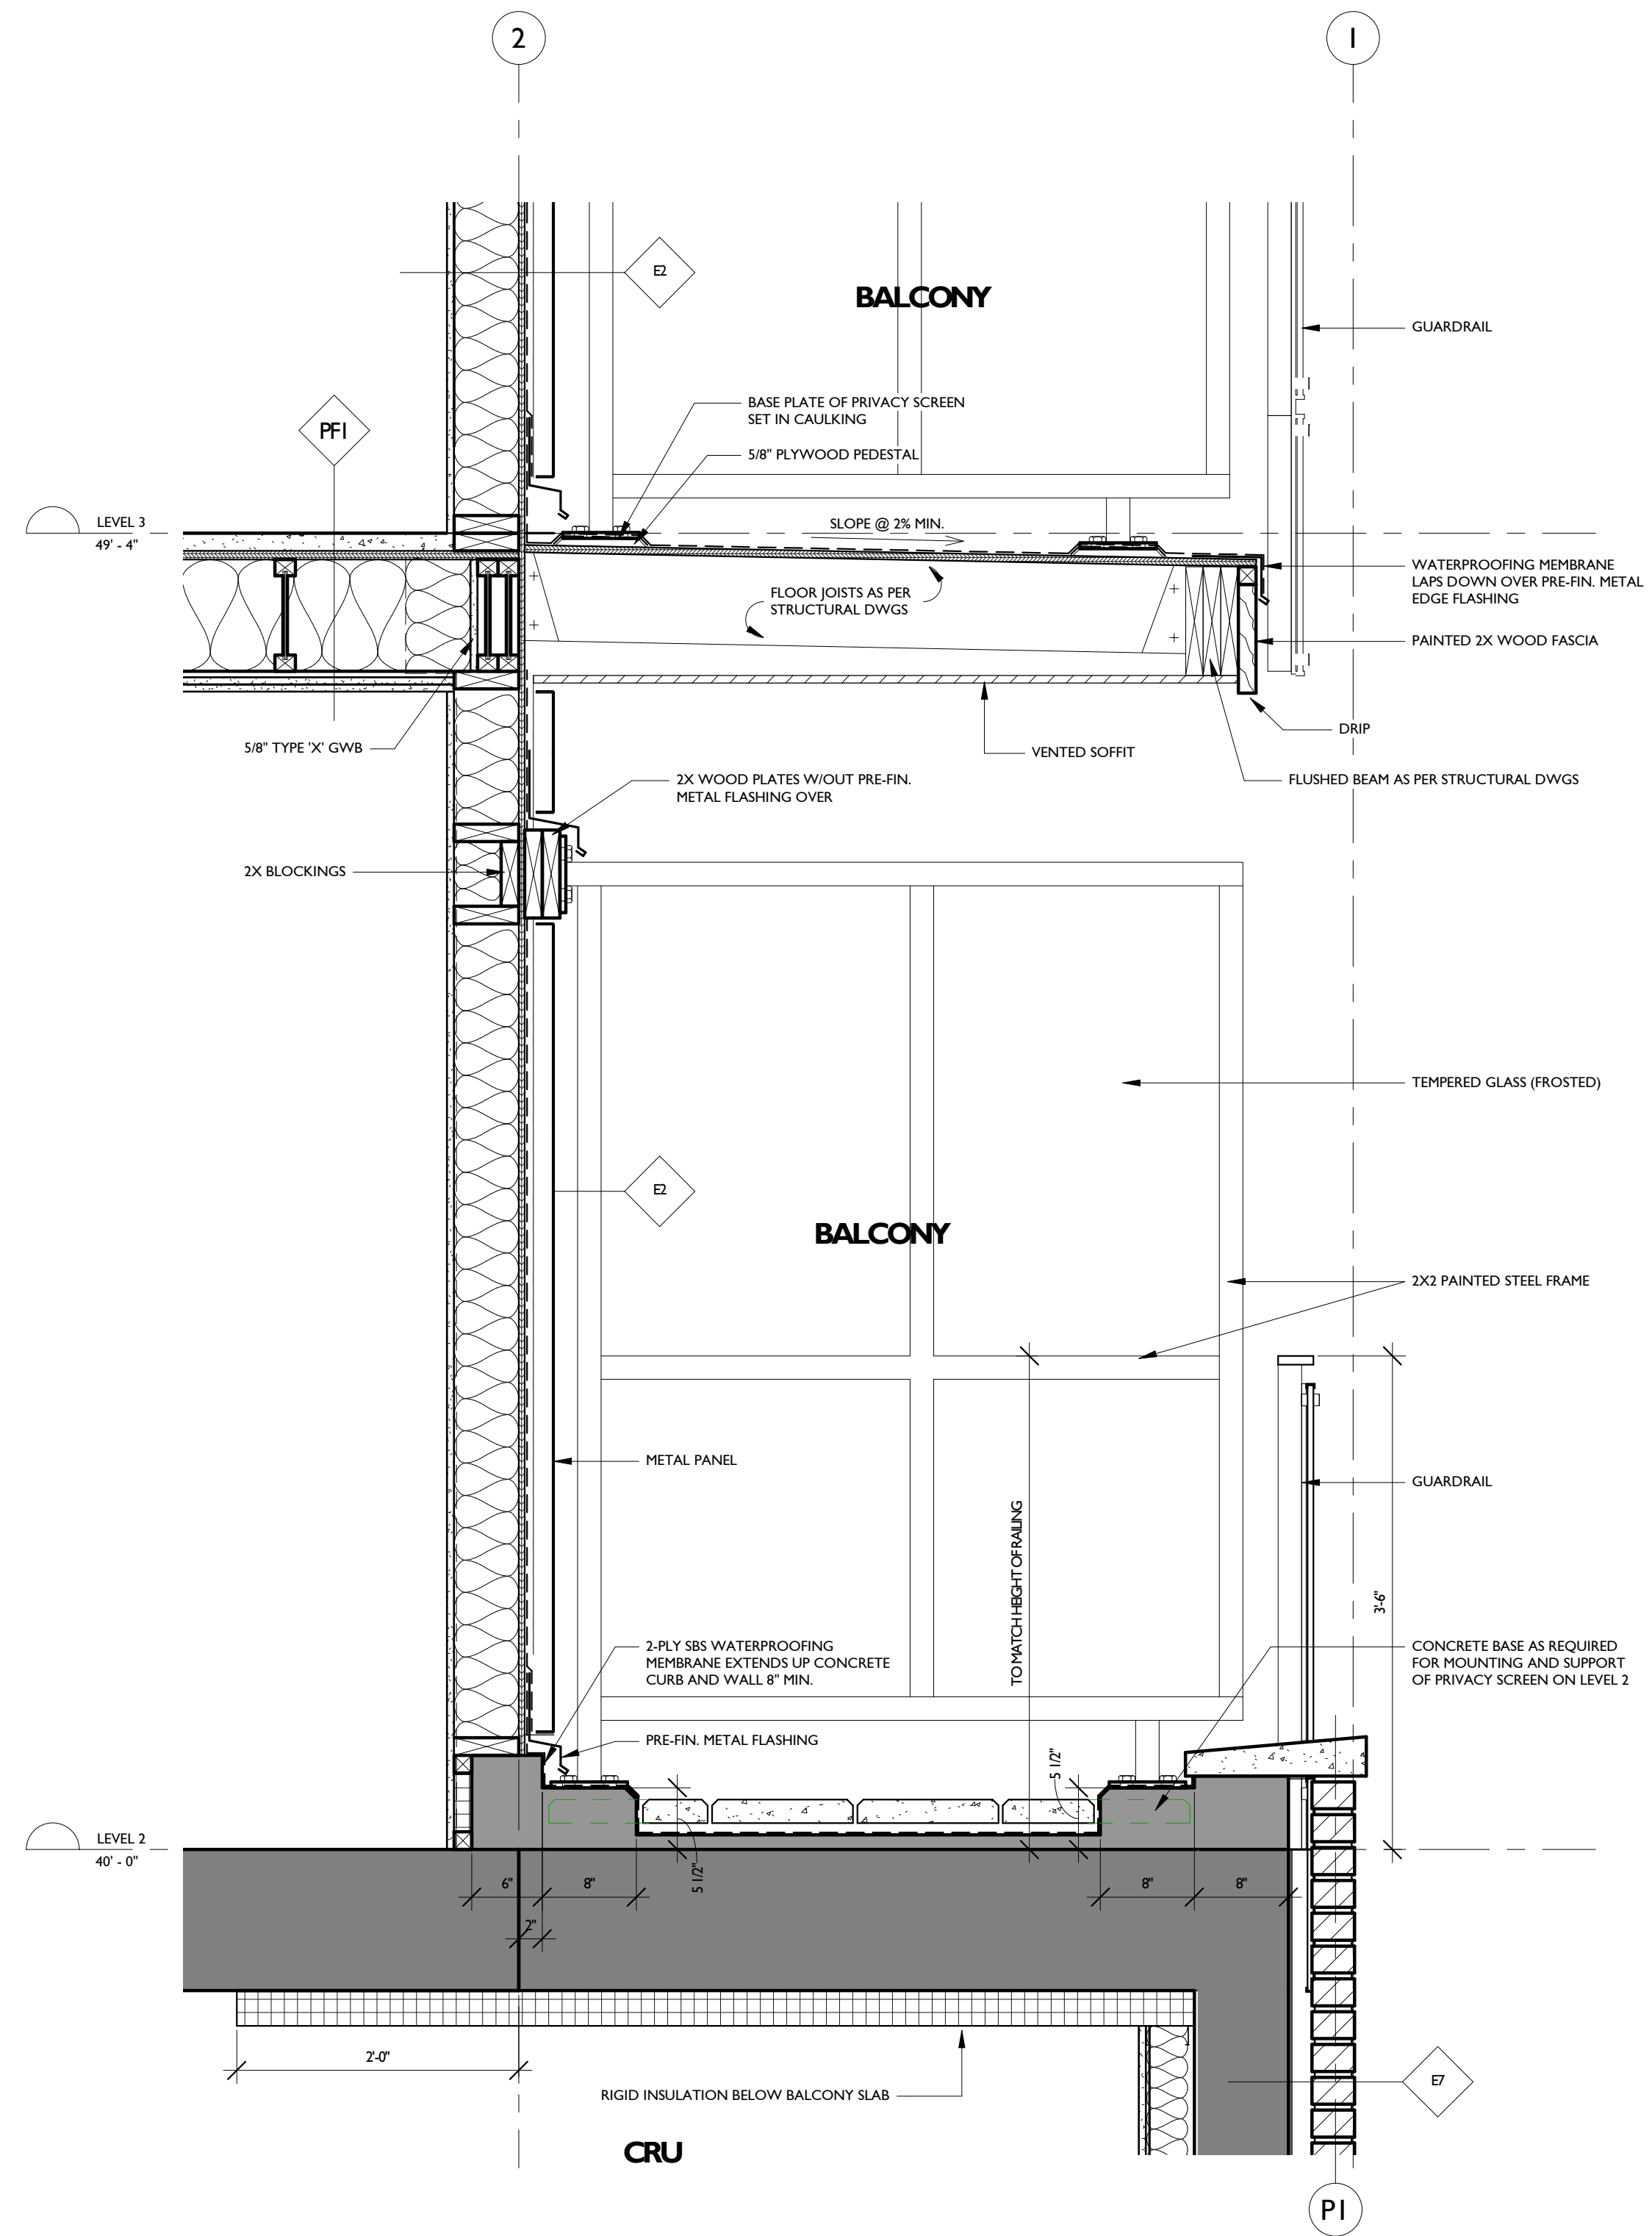 2
1
E2
BALCONY
GUARDRAIL
BASE PLATE OF PRIVACY SCREEN
SET IN CAULKING
PF1
5/8" PLYWOOD PEDESTAL
LEVEL 3
49' - 4"
SLOPE @ 2% MIN.
WATERPROOFING MEMBRANE
LAPS DOWN OVER PRE-FIN. METAL
EDGE FLASHING
FLOOR JOISTS AS PER
STRUCTURAL DWGS
PAINTED 2X WOOD FASCIA
DRIP
5/8" TYPE 'X' GWB
VENTED SOFFIT
2X WOOD PLATES W/OUT PRE-FIN.
METAL FLASHING OVER
FLUSHED BEAM AS PER STRUCTURAL DWGS
2X BLOCKINGS
TEMPERED GLASS (FROSTED)
E2
BALCONY
2X2 PAINTED STEEL FRAME
METAL PANEL
GUARDRAIL
TO MATCH HEIGHT OF RAILING
3'-6"
2-PLY SBS WATERPROOFING
MEMBRANE EXTENDS UP CONCRETE
CURB AND WALL 8" MIN.
CONCRETE BASE AS REQUIRED
FOR MOUNTING AND SUPPORT
OF PRIVACY SCREEN ON LEVEL 2
PRE-FIN. METAL FLASHING
5 1/2"
LEVEL 2
40' - 0"
5 1/2"
6"
8"
8"
8"
2"
2'-0"
RIGID INSULATION BELOW BALCONY SLAB
E7
CRU
P1